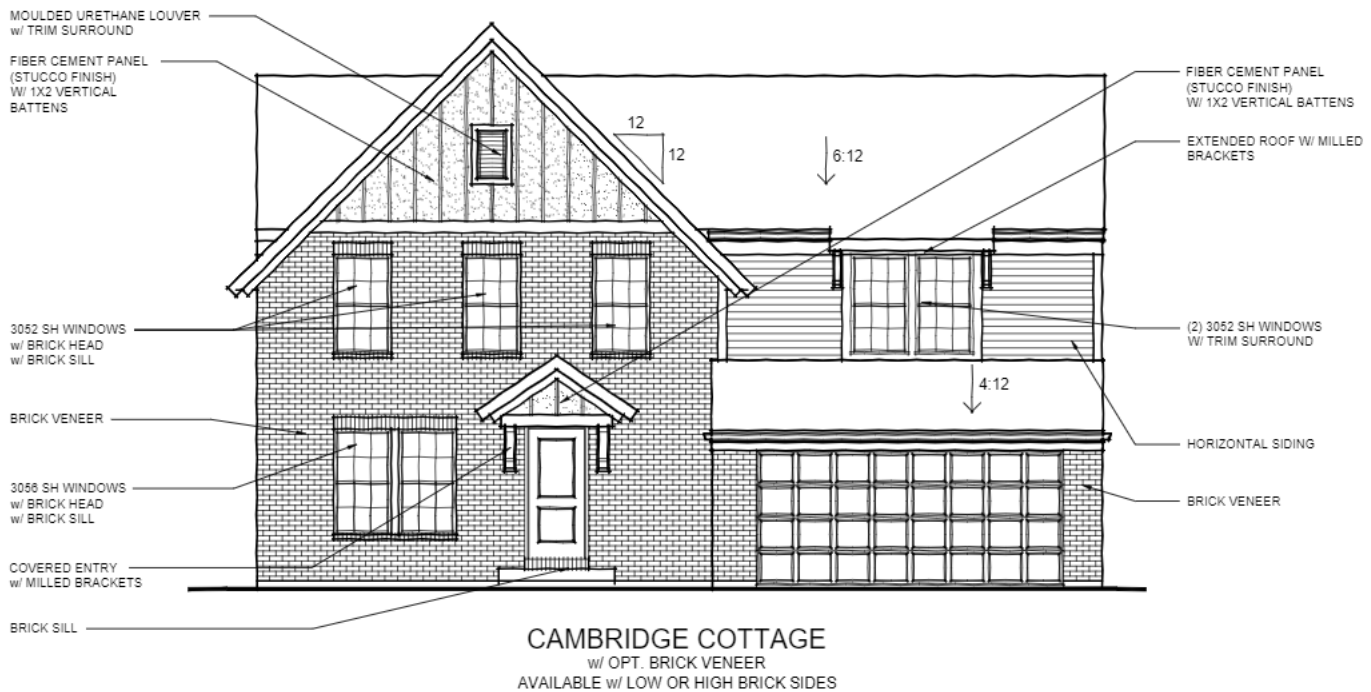 MOULDED URETHANE LOUVER
w/ TRIM SURROUND
FIBER CEMENT PANEL
(STUCCO FINISH)
W/ 1X2 VERTICAL
BATTENS
3052 SH WINDOWS
w/ BRICK HEAD
w/ BRICK SILL
BRICK VENEER
3056 SH WINDOWS
w/ BRICK HEAD
w/ BRICK SILL
COVERED ENTRY
w/ MILLED BRACKETS
BRICK SILL
12
12
6:12
4:12
FIBER CEMENT PANEL
(STUCCO FINISH)
W/ 1X2 VERTICAL BATTENS
EXTENDED ROOF W/ MILLED
BRACKETS
(2) 3052 SH WINDOWS
W/ TRIM SURROUND
HORIZONTAL SIDING
BRICK VENEER
CAMBRIDGE COTTAGE
w/ OPT. BRICK VENEER
AVAILABLE w/ LOW OR HIGH BRICK SIDES